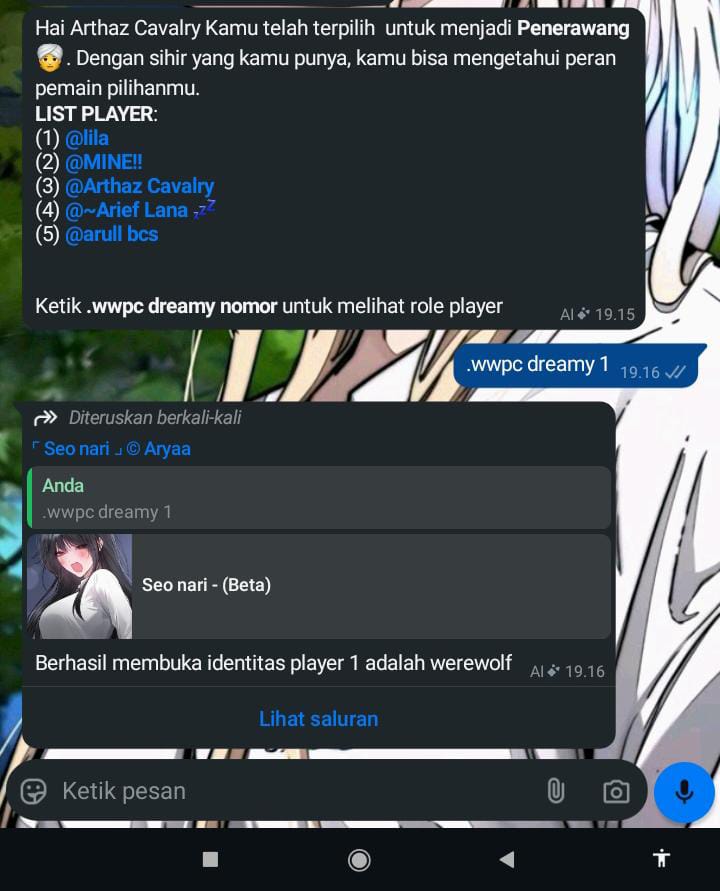 Hai Arthaz Cavalry Kamu telah terpilih  untuk menjadi Penerawang
👳. Dengan sihir yang kamu punya, kamu bisa mengetahui peran
pemain pilihanmu.
LIST PLAYER:
(1) @lila
(2) @MINE!!
(3) @Arthaz Cavalry
(4) @~Arief Lana 💤
(5) @arull bcs
Ketik .wwpc dreamy nomor untuk melihat role player
AI 19.15
.wwpc dreamy 1 19.16
Diteruskan berkali-kali
「 Seo nari 」© Aryaa
Anda
.wwpc dreamy 1
Seo nari - (Beta)
Berhasil membuka identitas player 1 adalah werewolf
AI 19.16
Lihat saluran
Ketik pesan